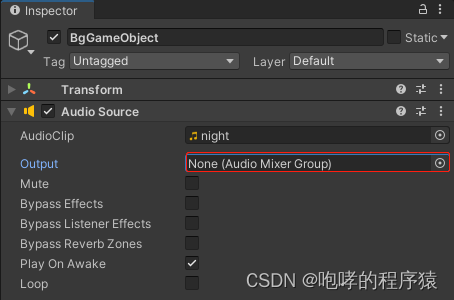 Inspector
BgGameObject Static
Tag Untagged Layer Default
Transform
Audio Source
AudioClip night
Output None (Audio Mixer Group)
Mute
Bypass Effects
Bypass Listener Effects
Bypass Reverb Zones
Play On Awake
Loop
CSDN @咆哮的程序猿